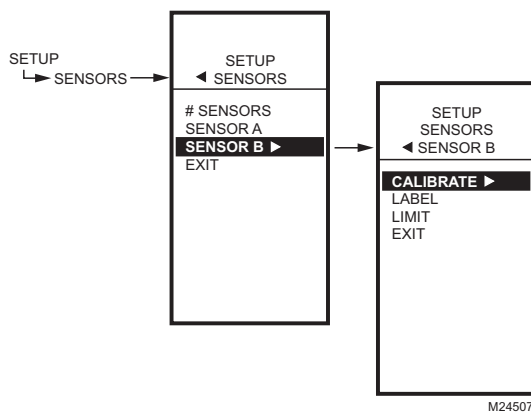 SETUP
SENSORS
SETUP
◀ SENSORS
# SENSORS
SENSOR A
SENSOR B ▶
EXIT
SETUP
SENSORS
◀ SENSOR B
CALIBRATE ▶
LABEL
LIMIT
EXIT
M24507